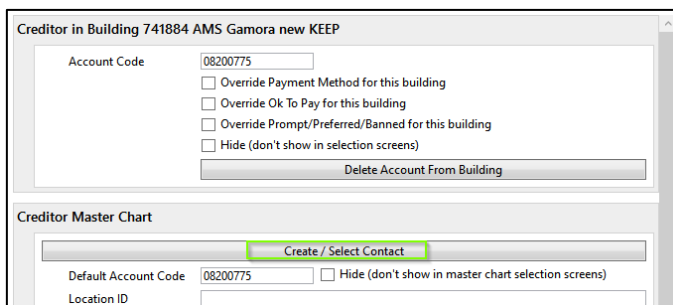 Creditor in Building 741884 AMS Gamora new KEEP
Account Code 08200775
Override Payment Method for this building
Override Ok To Pay for this building
Override Prompt/Preferred/Banned for this building
Hide (don't show in selection screens)
Delete Account From Building
Creditor Master Chart
Create / Select Contact
Default Account Code 08200775 Hide (don't show in master chart selection screens)
Location ID